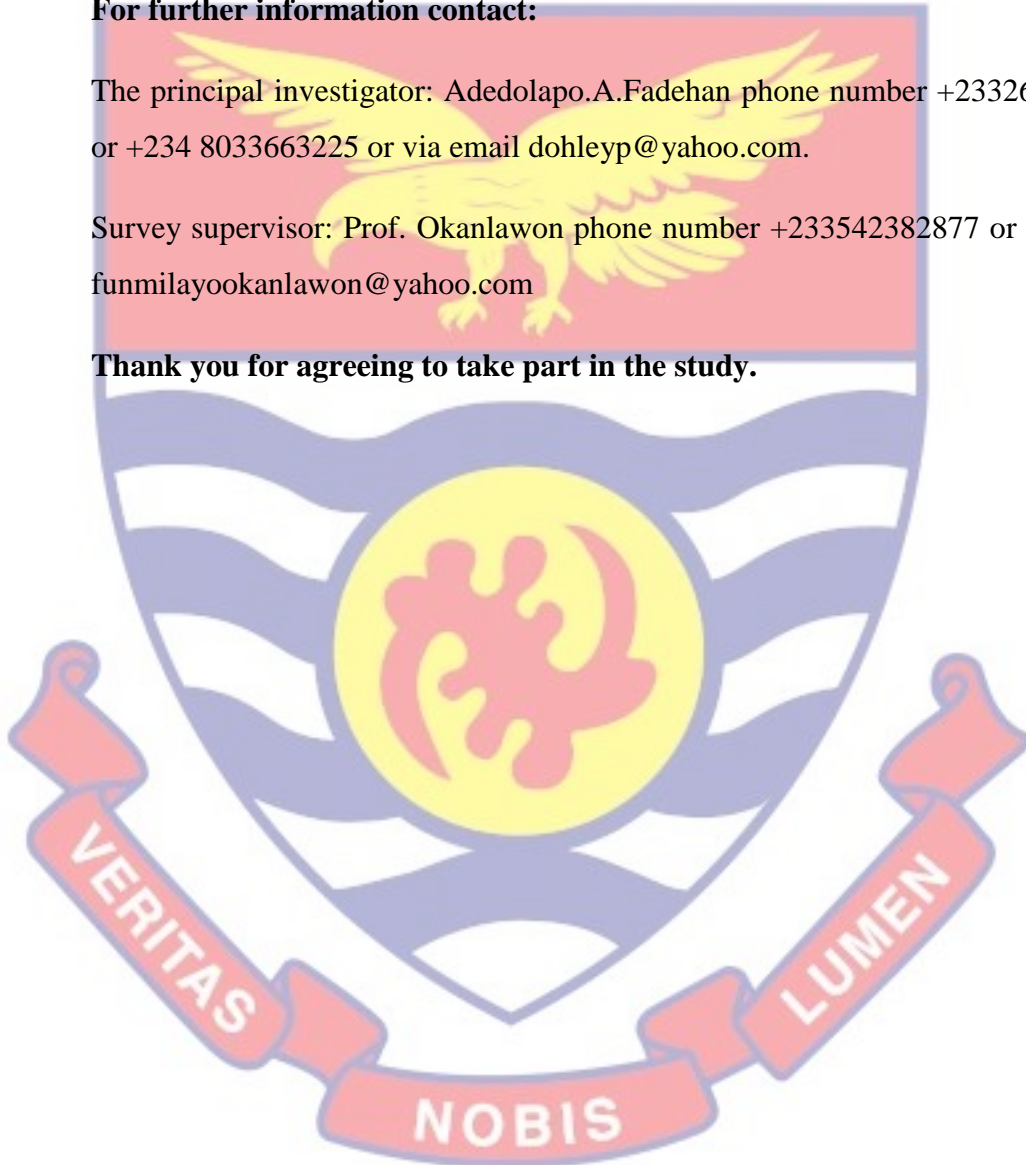 For further information contact:
The principal investigator: Adedolapo.A.Fadehan phone number +23326
or +234 8033663225 or via email dohleyp@yahoo.com.
Survey supervisor: Prof. Okanlawon phone number +233542382877 or
funmilayookanlawon@yahoo.com
Thank you for agreeing to take part in the study.
VERITAS
NOBIS
LUMEN